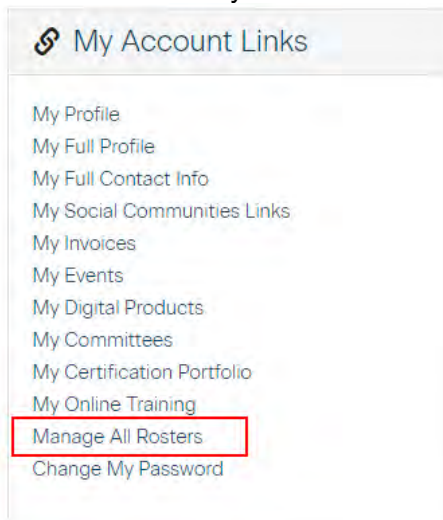 My Account Links
My Profile
My Full Profile
My Full Contact Info
My Social Communities Links
My Invoices
My Events
My Digital Products
My Committees
My Certification Portfolio
My Online Training
Manage All Rosters
Change My Password